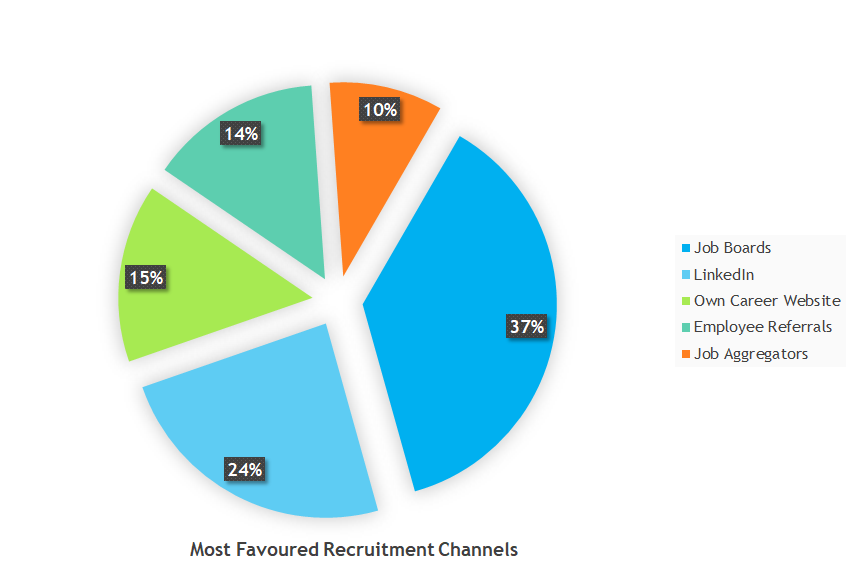 10%
14%
15%
37%
24%
Job Boards
LinkedIn
Own Career Website
Employee Referrals
Job Aggregators
Most Favoured Recruitment Channels